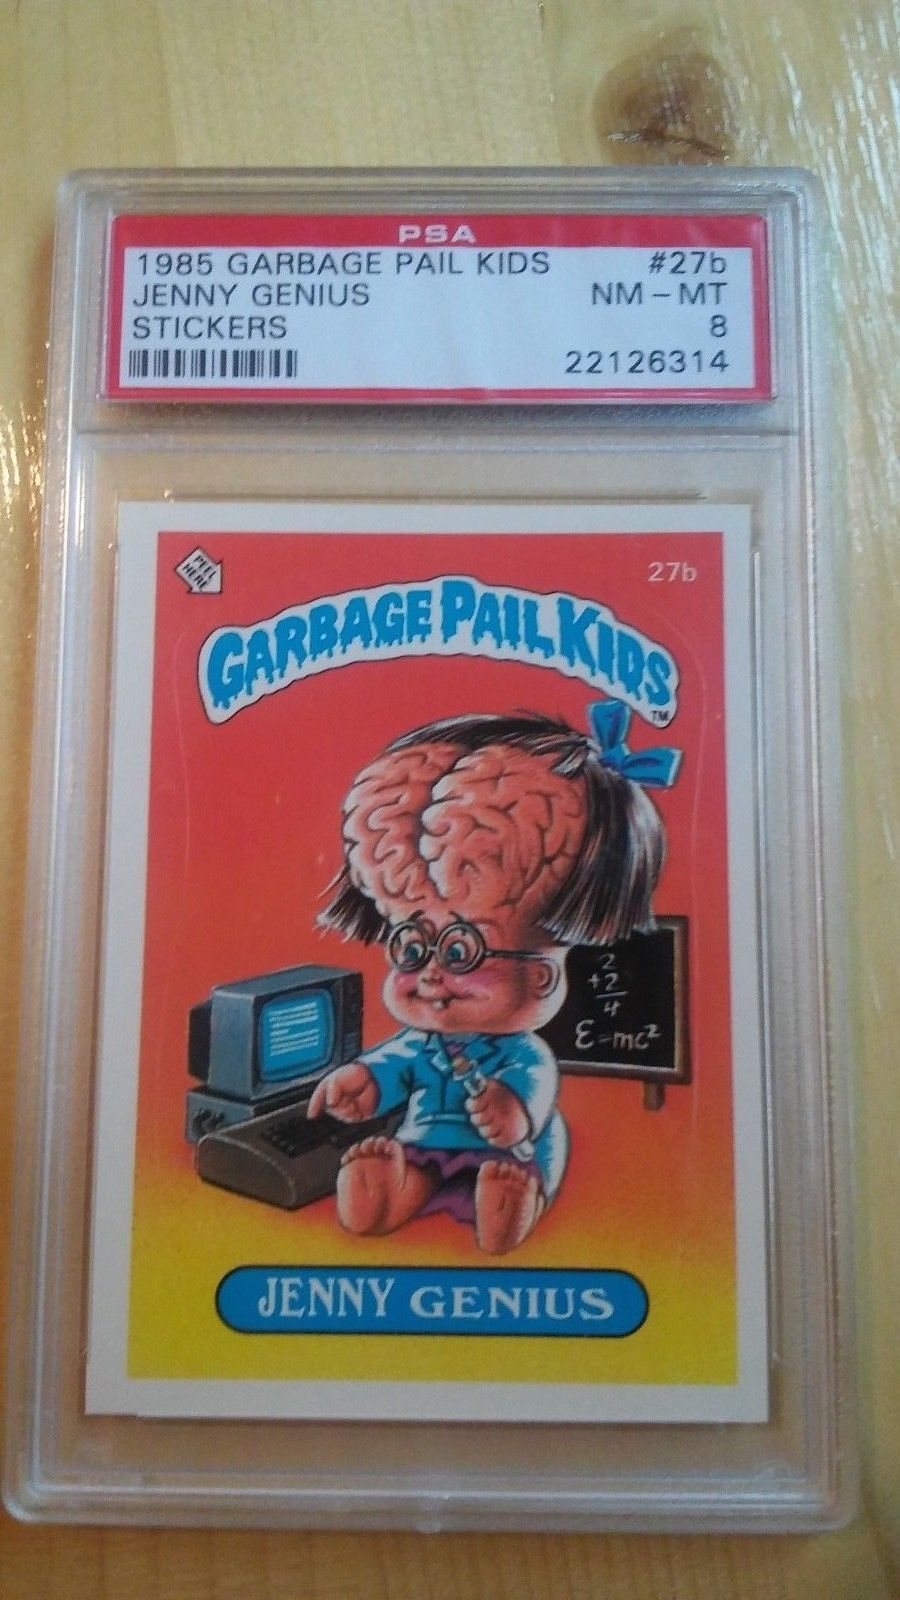 PSA
1985 GARBAGE PAIL KIDS #27b
JENNY GENIUS NM - MT
STICKERS 8
22126314
PEEL
HERE
27b
GARBAGE PAIL KIDS
TM
2
+2
4
E=mc²
JENNY GENIUS